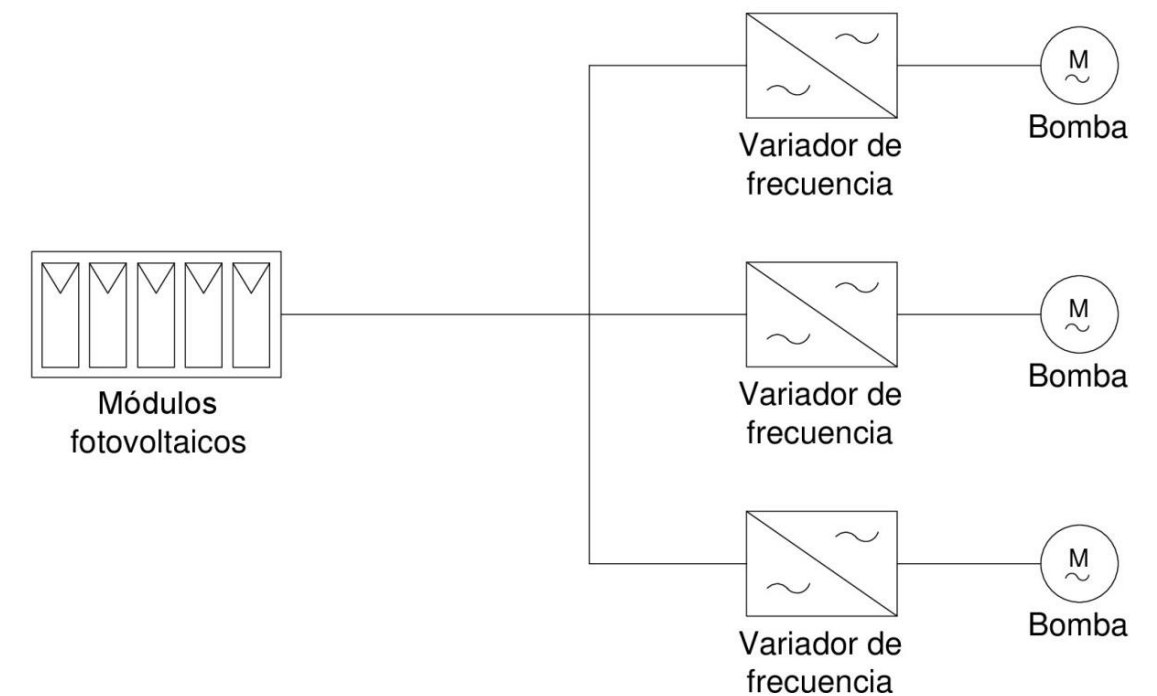 M
Bomba
Variador de
frecuencia
M
Bomba
Módulos
fotovoltaicos
Variador de
frecuencia
M
Bomba
Variador de
frecuencia